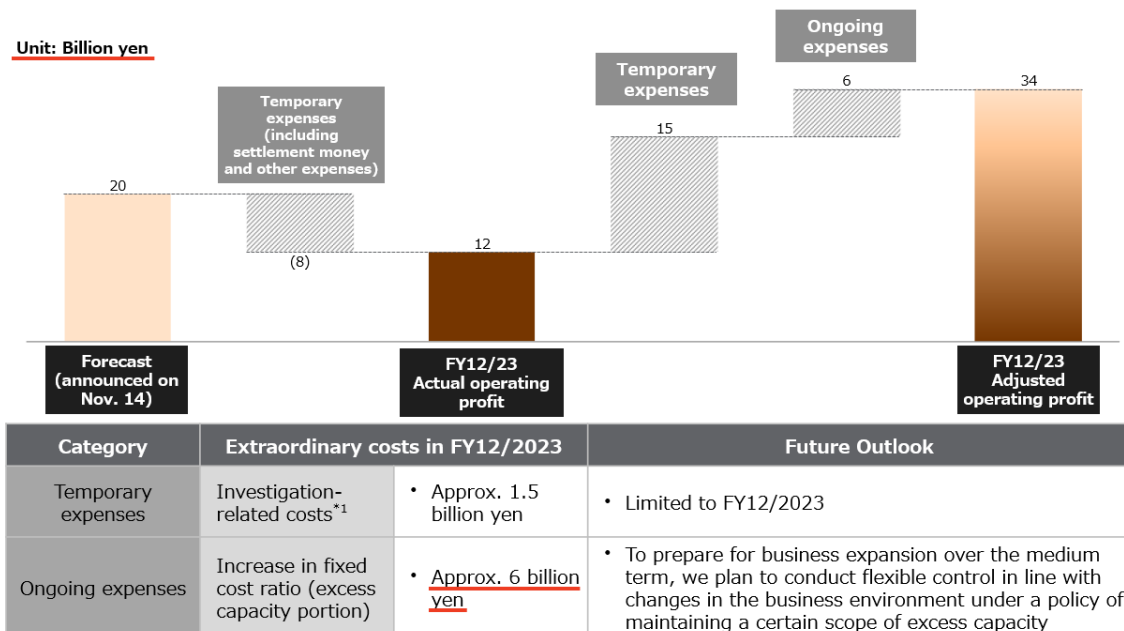 Unit: Billion yen
Ongoing
expenses
Temporary
expenses
Temporary
expenses
(including
settlement money
and other expenses)
20
(8)
12
15
6
34
Forecast
(announced on
Nov. 14)
FY12/23
Actual operating
profit
FY12/23
Adjusted
operating profit
Category
Extraordinary costs in FY12/2023
Future Outlook
Temporary
expenses
Investigation-
related costs*1
• Approx. 1.5
billion yen
• Limited to FY12/2023
Ongoing expenses
Increase in fixed
cost ratio (excess
capacity portion)
• Approx. 6 billion
yen
• To prepare for business expansion over the medium
term, we plan to conduct flexible control in line with
changes in the business environment under a policy of
maintaining a certain scope of excess capacity